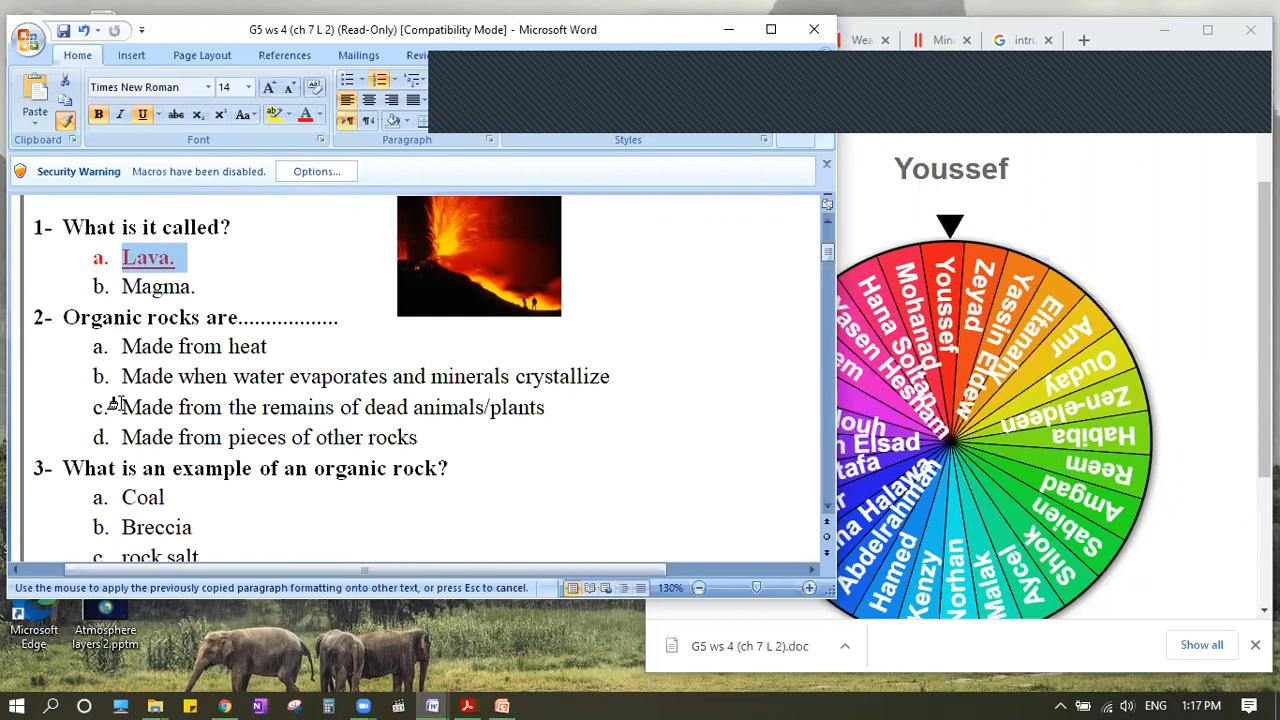 G5 ws 4 (ch 7 L 2) (Read-Only) [Compatibility Mode] - Microsoft Word
Home Insert Page Layout References Mailings
Times New Roman 14
Paste
Clipboard Font Paragraph Styles
Security Warning Macros have been disabled. Options...
1- What is it called?
a. Lava.
b. Magma.
2- Organic rocks are..................
a. Made from heat
b. Made when water evaporates and minerals crystallize
c. Made from the remains of dead animals/plants
d. Made from pieces of other rocks
3- What is an example of an organic rock?
a. Coal
b. Breccia
c. rock salt
Use the mouse to apply the previously copied paragraph formatting onto other text, or press Esc to cancel.
130%
Youssef
Youssef
Zeyad
Yassin Eldew
Eltanahy
Amr
Ouday
Zen-eldeen
Habiba
Reem
Amgad
Sabien
Shlok
Aycel
Malak
Norhan
Kenzy
Hamed
Abdelrahman
Halawa
Elsad
Hesham
Hana Soltan
Mohanad
G5 ws 4 (ch 7 L 2).doc
Show all
Microsoft
Edge
Atmosphere
layers 2.pptm
ENG 1:17 PM